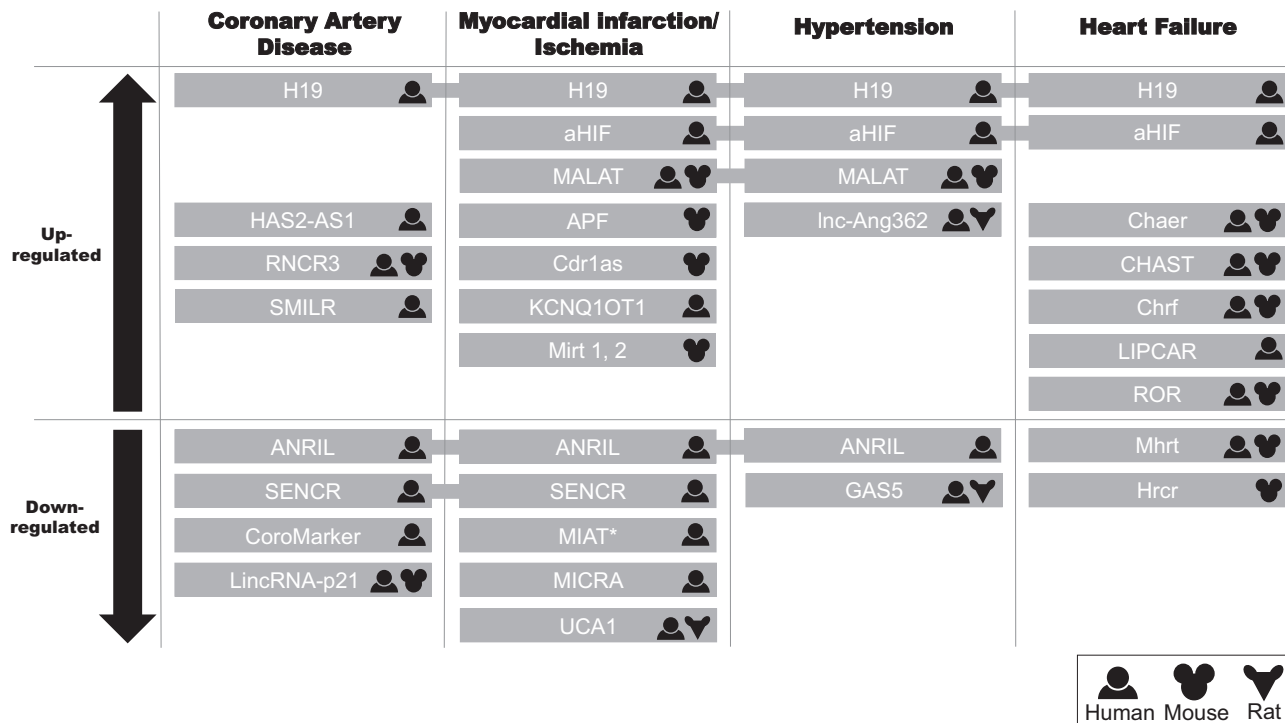 Coronary Artery
Disease
Myocardial infarction/
Ischemia
Hypertension
Heart Failure
Up-
regulated
H19
H19
H19
H19
aHIF
aHIF
aHIF
MALAT
MALAT
HAS2-AS1
APF
lnc-Ang362
Chaer
RNCR3
Cdr1as
CHAST
SMILR
KCNQ1OT1
Chrf
Mirt 1, 2
LIPCAR
ROR
Down-
regulated
ANRIL
ANRIL
ANRIL
Mhrt
SENCR
SENCR
GAS5
Hrcr
CoroMarker
MIAT*
LincRNA-p21
MICRA
UCA1
Human Mouse Rat